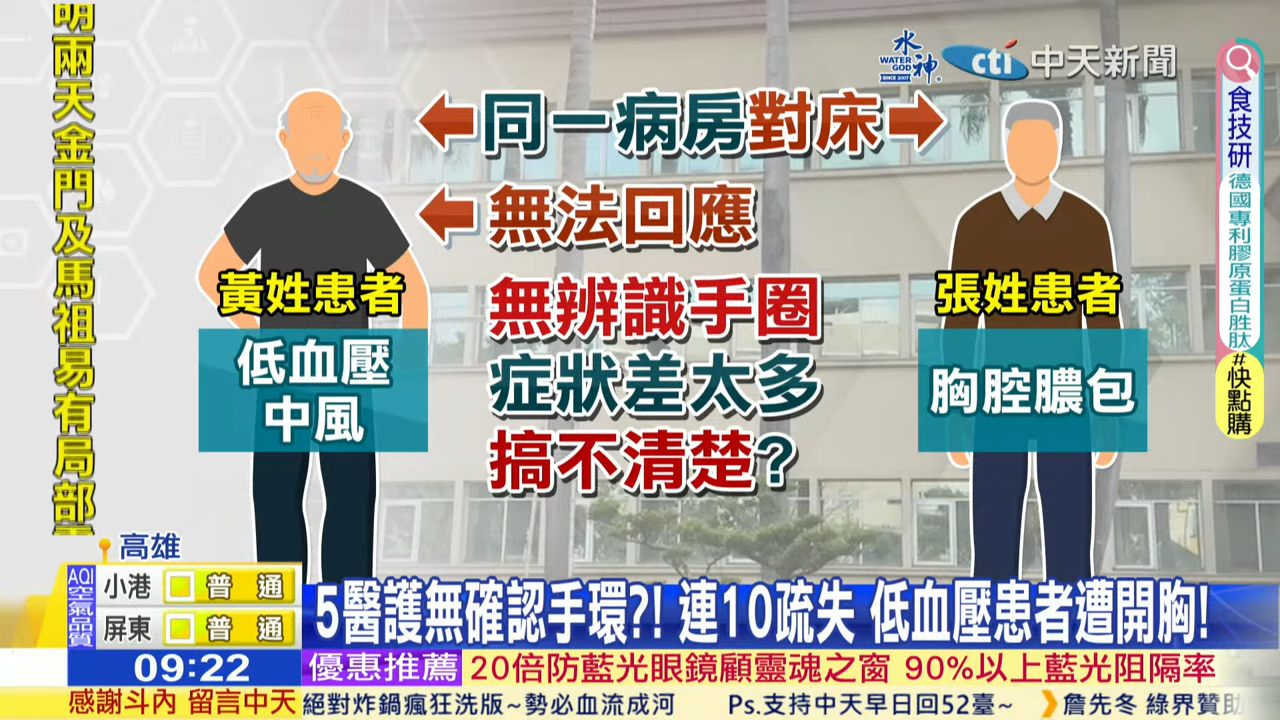 明兩天金門及馬祖易有局部
水神
WATER GOD
SINCE 2007
cti 中天新聞
食技研 德國專利膠原蛋白胜肽 #快點購
同一病房對床
無法回應
無辨識手圈
症狀差太多
搞不清楚?
黃姓患者
低血壓
中風
張姓患者
胸腔膿包
高雄
AQI空氣品質
小港 普通
屏東 普通
09:22
5醫護無確認手環?! 連10疏失 低血壓患者遭開胸!
優惠推薦 20倍防藍光眼鏡顧靈魂之窗 90%以上藍光阻隔率
感謝斗內 留言中天 絕對炸鍋瘋狂洗版~勢必血流成河 Ps.支持中天早日回52臺~ 詹先冬 綠界贊助